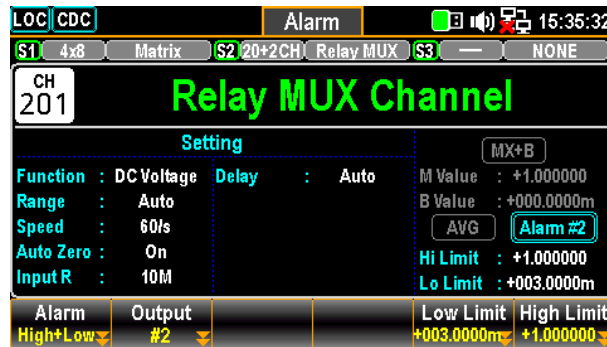 LOC CDC Alarm 15:35:32
S1 4x8 Matrix S2 20+2CH Relay MUX S3 — NONE
CH
201
Relay MUX Channel
Setting
Function : DC Voltage
Range : Auto
Speed : 60/s
Auto Zero : On
Input R : 10M
Delay : Auto
MX+B
M Value : +1.000000
B Value : +000.0000m
AVG Alarm #2
Hi Limit : +1.000000
Lo Limit : +003.0000m
Alarm
High+Low
Output
#2
Low Limit
+003.0000m
High Limit
+1.000000